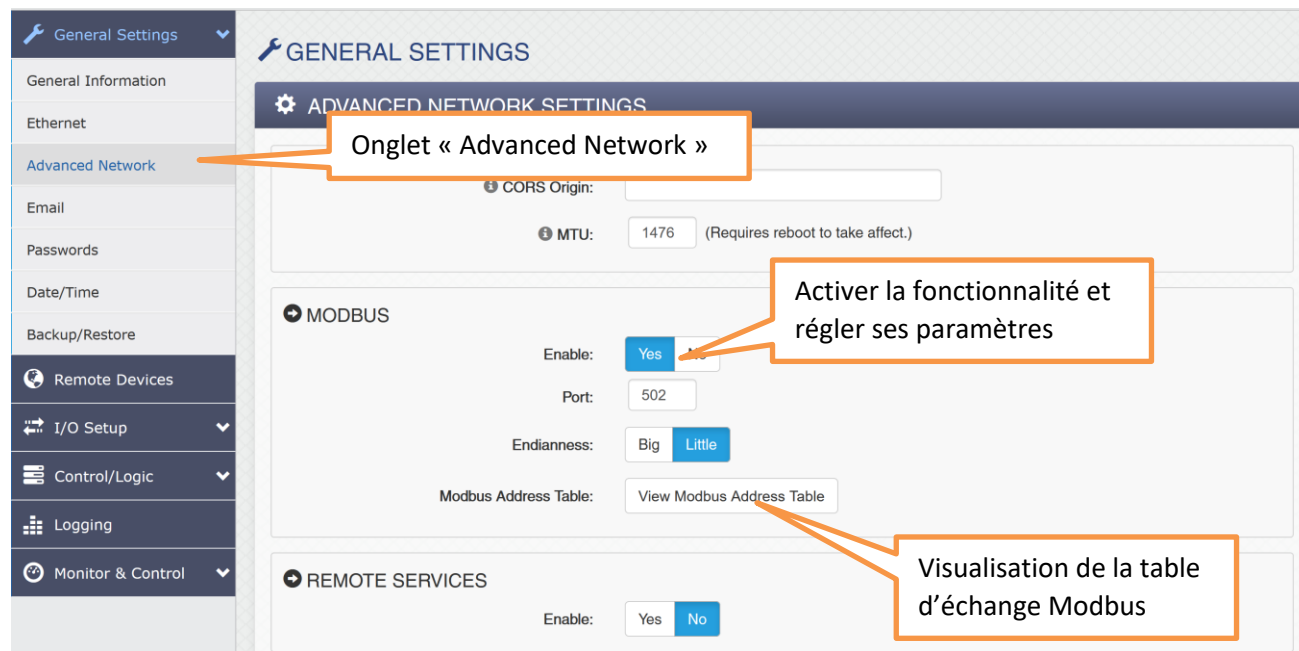 General Settings
General Information
Ethernet
Advanced Network
Email
Passwords
Date/Time
Backup/Restore
Remote Devices
I/O Setup
Control/Logic
Logging
Monitor & Control
GENERAL SETTINGS
ADVANCED NETWORK SETTINGS
Onglet « Advanced Network »
CORS Origin:
MTU: 1476 (Requires reboot to take affect.)
Activer la fonctionnalité et
régler ses paramètres
MODBUS
Enable: Yes No
Port: 502
Endianness: Big Little
Modbus Address Table: View Modbus Address Table
Visualisation de la table
d’échange Modbus
REMOTE SERVICES
Enable: Yes No